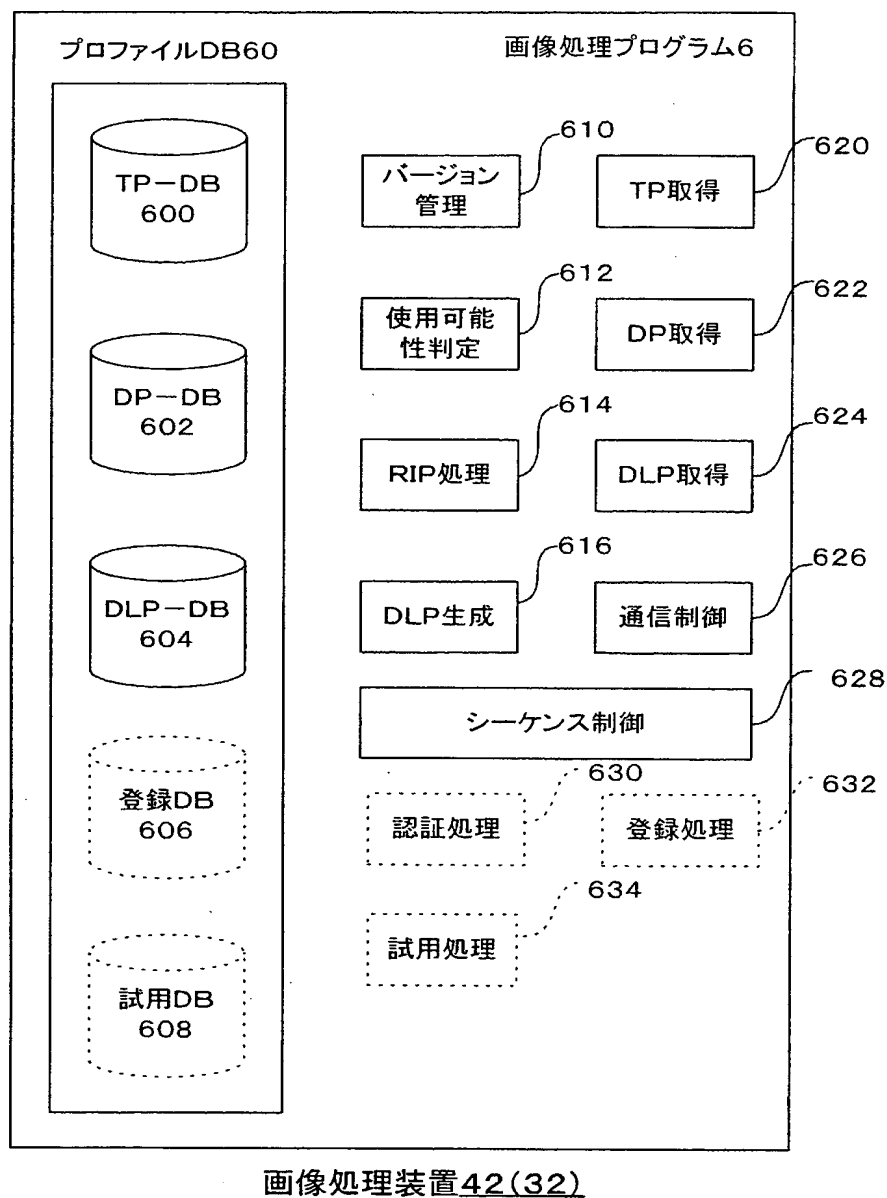 プロファイルDB60
画像処理プログラム6
TP－DB
600
DP－DB
602
DLP－DB
604
登録DB
606
試用DB
608
610
バージョン
管理
620
TP取得
612
使用可能
性判定
622
DP取得
614
RIP処理
624
DLP取得
616
DLP生成
626
通信制御
628
シーケンス制御
630
認証処理
632
登録処理
634
試用処理
画像処理装置42(32)